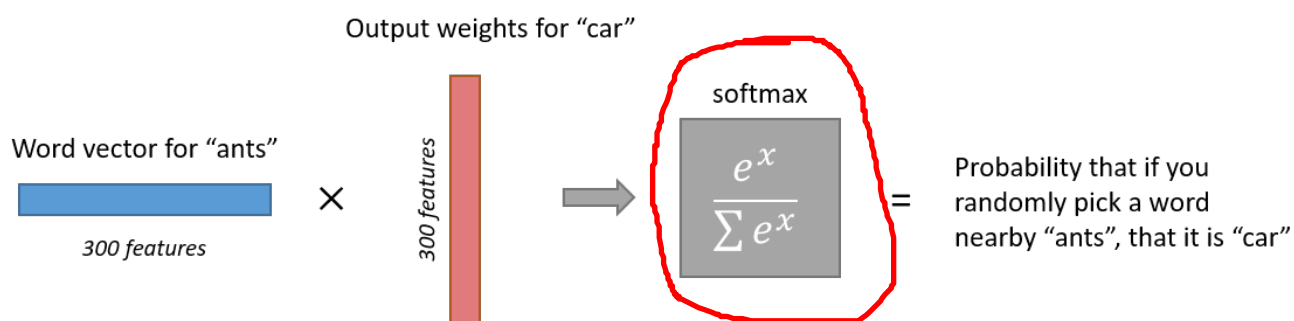 Output weights for “car”
softmax
Word vector for “ants”
300 features
×
300 features
e^x
∑ e^x
=
Probability that if you
randomly pick a word
nearby “ants”, that it is “car”